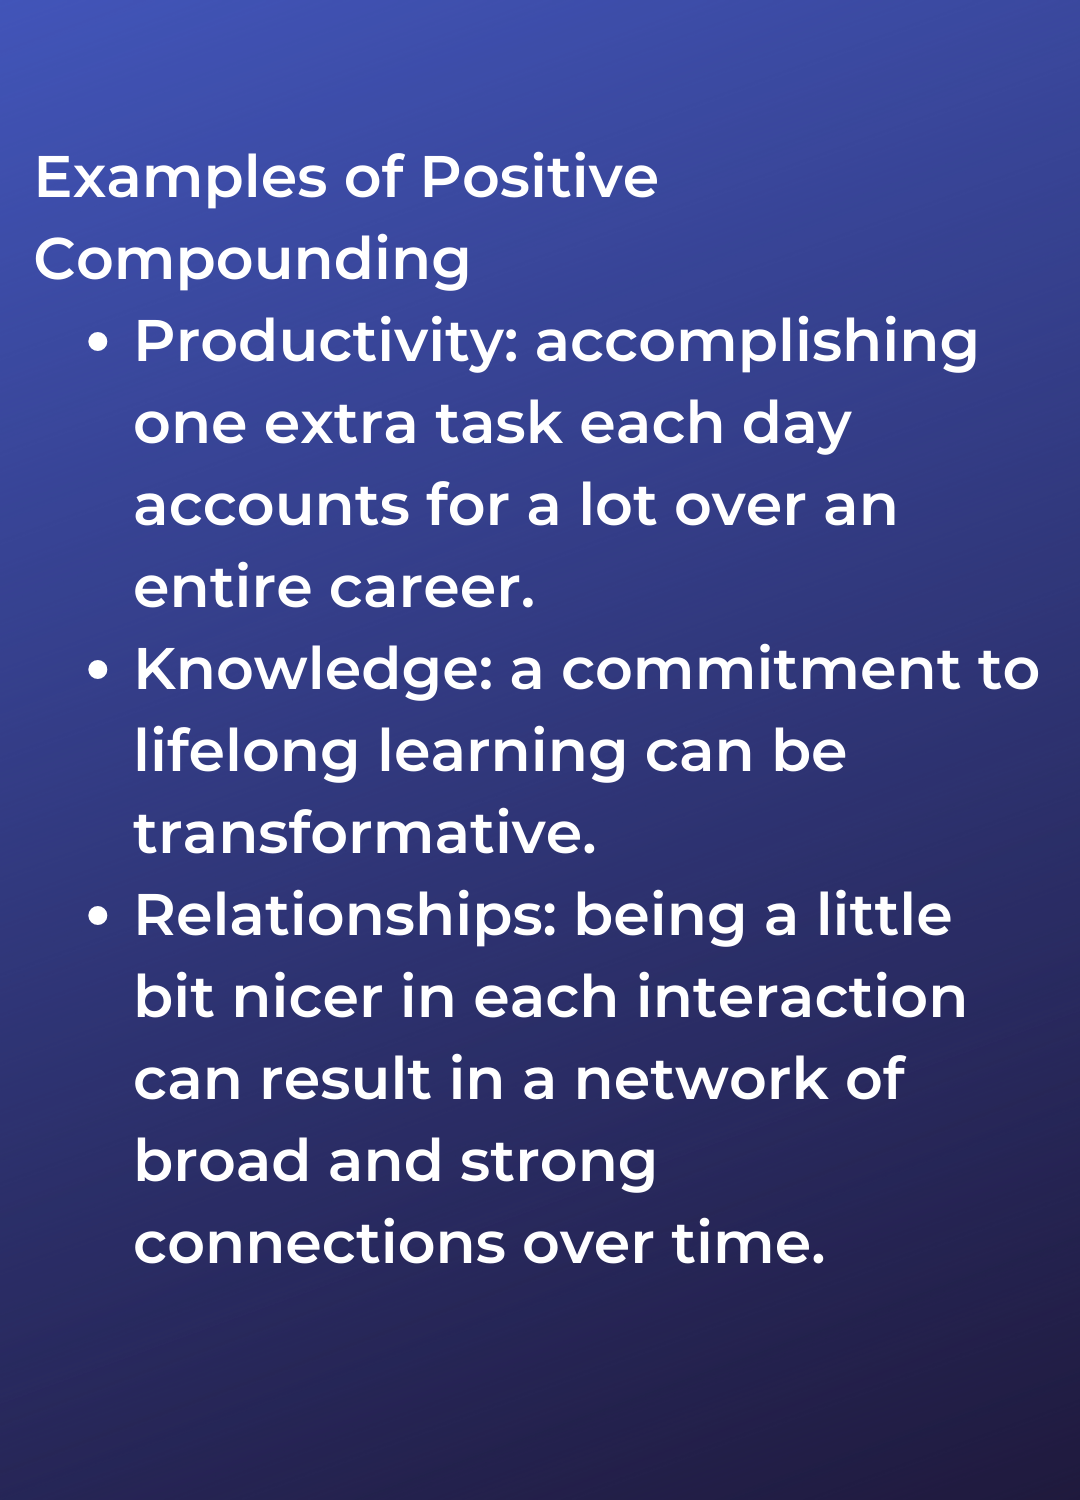 Examples of Positive
Compounding
• Productivity: accomplishing
one extra task each day
accounts for a lot over an
entire career.
• Knowledge: a commitment to
lifelong learning can be
transformative.
• Relationships: being a little
bit nicer in each interaction
can result in a network of
broad and strong
connections over time.